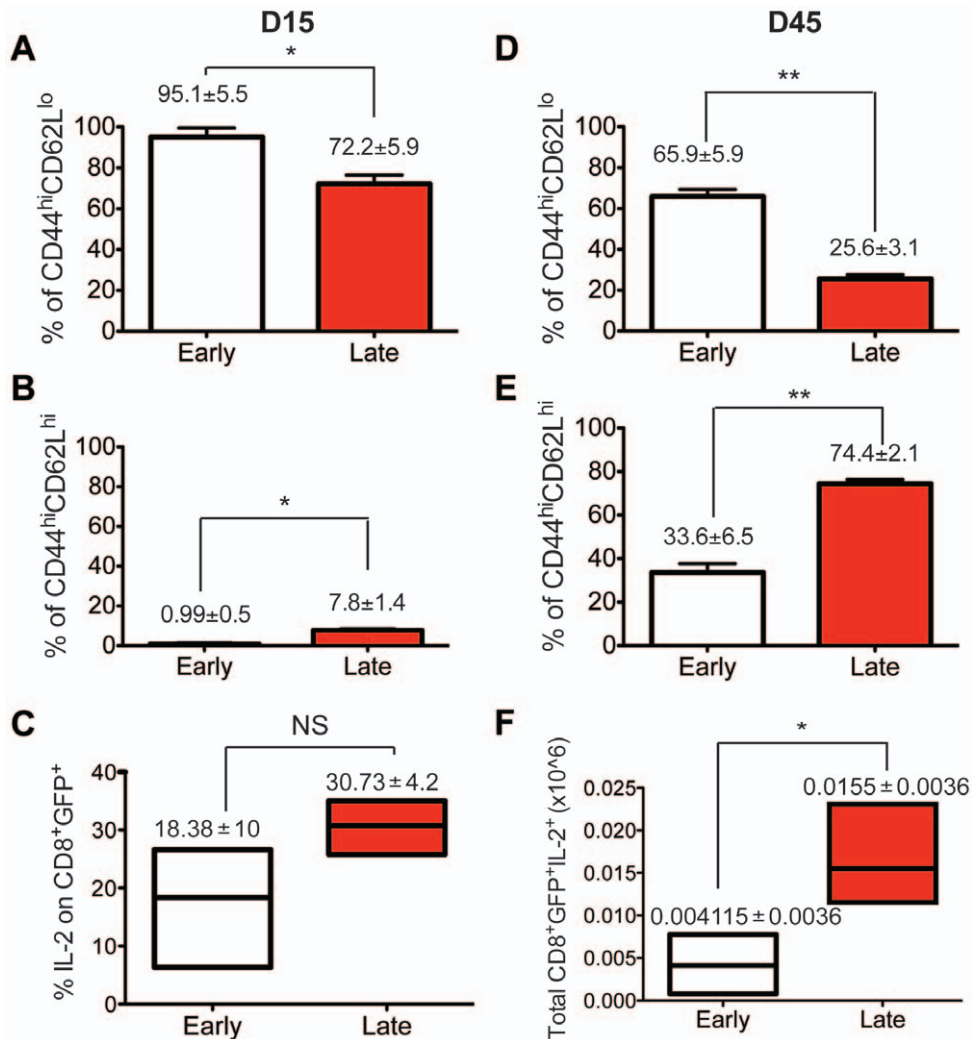 D15
A
*
95.1±5.5
72.2±5.9
% of CD44hiCD62Llo
100
80
60
40
20
0
Early Late
B
*
0.99±0.5
7.8±1.4
% of CD44hiCD62Lhi
100
80
60
40
20
0
Early Late
C
NS
18.38 ± 10
30.73 ± 4.2
% IL-2 on CD8+GFP+
40
30
20
10
0
Early Late
D45
D
**
65.9±5.9
25.6±3.1
% of CD44hiCD62Llo
100
80
60
40
20
0
Early Late
E
**
33.6±6.5
74.4±2.1
% of CD44hiCD62Lhi
80
60
40
20
0
Early Late
F
*
0.0155 ± 0.0036
0.004115 ± 0.0036
Total CD8+GFP+IL-2+ (x10^6)
0.025
0.020
0.015
0.010
0.005
0.000
Early Late